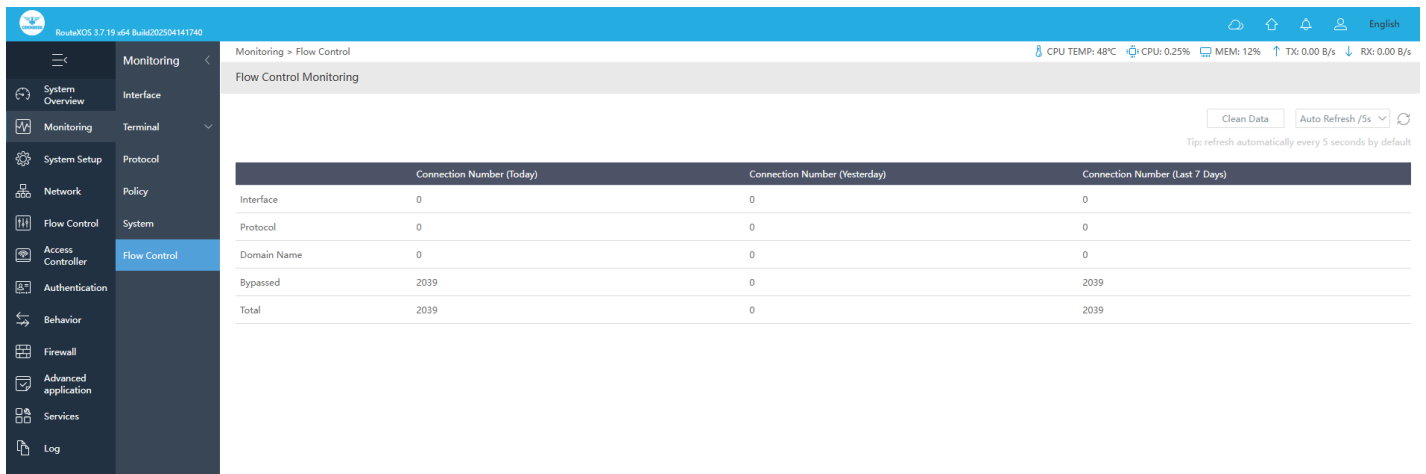 RouteXOS 3.7.19 x64 Build202504141740
English
Monitoring > Flow Control
CPU TEMP: 48℃ CPU: 0.25% MEM: 12% TX: 0.00 B/s RX: 0.00 B/s
Flow Control Monitoring
System Overview
Monitoring
System Setup
Network
Flow Control
Access Controller
Authentication
Behavior
Firewall
Advanced application
Services
Log
Monitoring
Interface
Terminal
Protocol
Policy
System
Flow Control
Clean Data Auto Refresh /5s
Tip: refresh automatically every 5 seconds by default
Connection Number (Today) Connection Number (Yesterday) Connection Number (Last 7 Days)
Interface 0 0 0
Protocol 0 0 0
Domain Name 0 0 0
Bypassed 2039 0 2039
Total 2039 0 2039